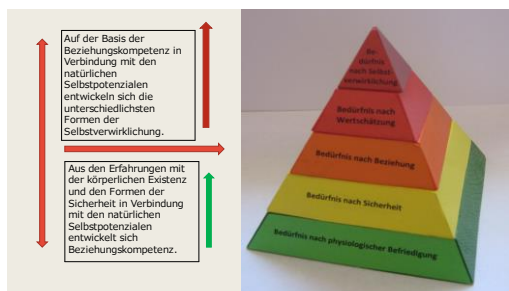 Auf der Basis der
Beziehungskompetenz in
Verbindung mit den
natürlichen
Selbstpotenzialen
entwickeln sich die
unterschiedlichsten
Formen der
Selbstverwirklichung.
Aus den Erfahrungen mit
der körperlichen Existenz
und den Formen der
Sicherheit in Verbindung
mit den natürlichen
Selbstpotenzialen
entwickelt sich
Beziehungskompetenz.
Be-
dürfnis
nach Selbst-
verwirklichung
Bedürfnis nach
Wertschätzung
Bedürfnis nach Beziehung
Bedürfnis nach Sicherheit
Bedürfnis nach physiologischer Befriedigung